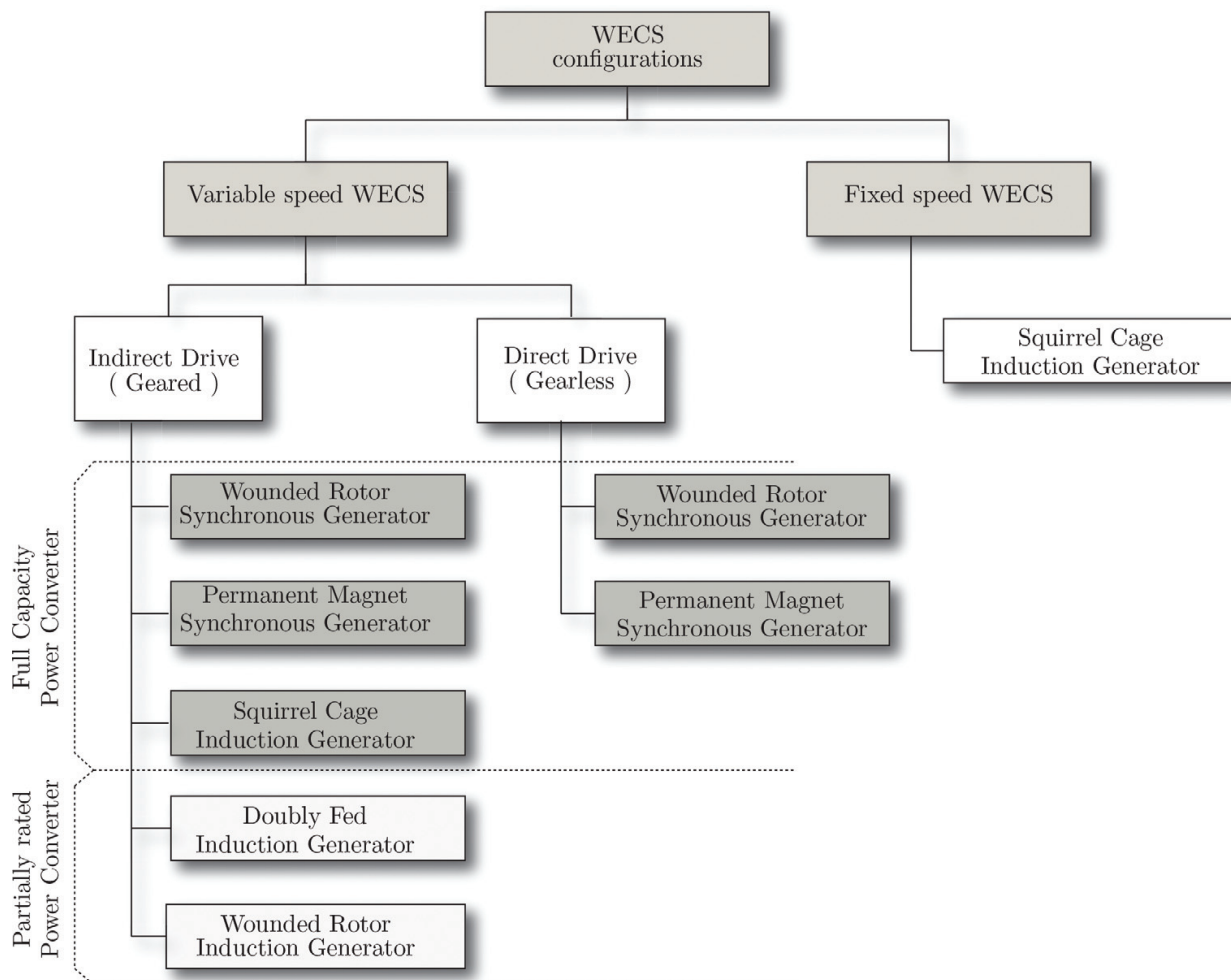 WECS
configurations
Variable speed WECS
Fixed speed WECS
Indirect Drive
( Geared )
Direct Drive
( Gearless )
Squirrel Cage
Induction Generator
Full Capacity
Power Converter
Wounded Rotor
Synchronous Generator
Wounded Rotor
Synchronous Generator
Permanent Magnet
Synchronous Generator
Permanent Magnet
Synchronous Generator
Squirrel Cage
Induction Generator
Partially rated
Power Converter
Doubly Fed
Induction Generator
Wounded Rotor
Induction Generator